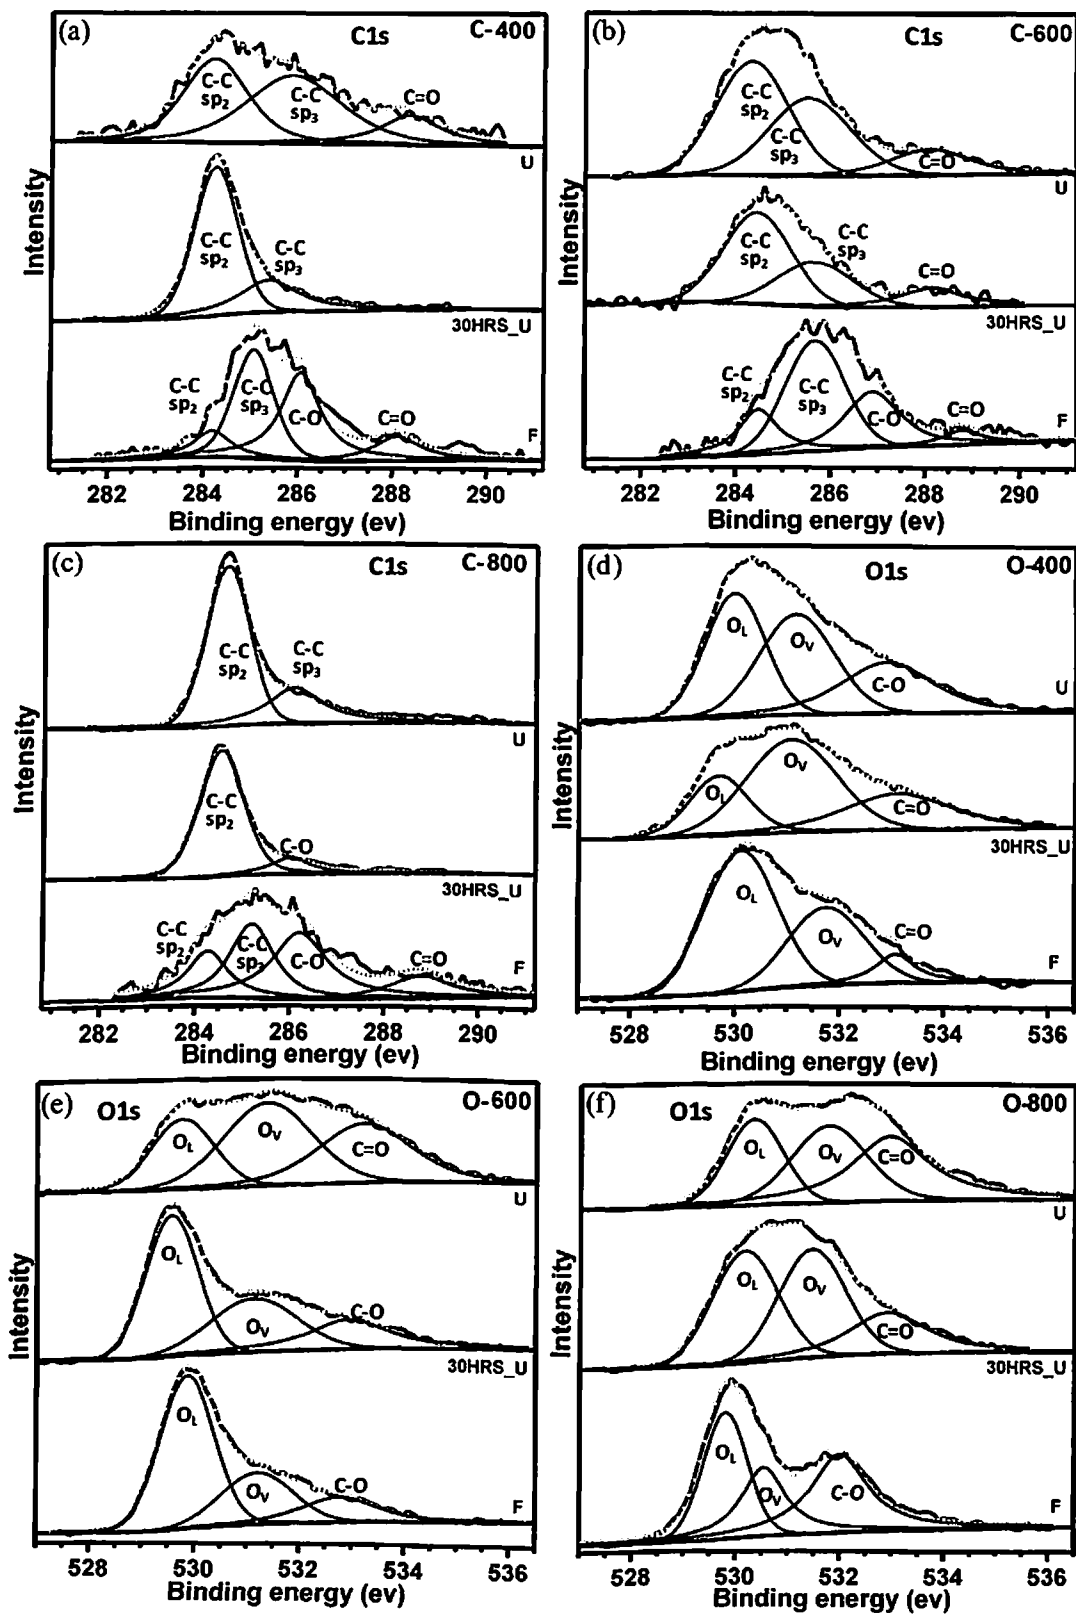 (a) C1s C-400
C-C
sp2
C-C
sp3
C=O
U
C-C
sp2
C-C
sp3
30HRS_U
C-C
sp2
C-C
sp3
C-O
C=O
F
Intensity
282 284 286 288 290
Binding energy (ev)
(b) C1s C-600
C-C
sp2
C-C
sp3
C=O
U
C-C
sp2
C-C
sp3
C=O
30HRS_U
C-C
sp2
C-C
sp3
C-O
C=O
F
Intensity
282 284 286 288 290
Binding energy (ev)
(c) C1s C-800
C-C
sp2
C-C
sp3
U
C-C
sp2
C-O
30HRS_U
C-C
sp2
C-C
sp3
C-O
C=O
F
Intensity
282 284 286 288 290
Binding energy (ev)
(d) O1s O-400
OL
OV
C-O
U
OL
OV
C=O
30HRS_U
OL
OV
C=O
F
Intensity
528 530 532 534 536
Binding energy (ev)
(e) O1s O-600
OL
OV
C=O
U
OL
OV
C-O
30HRS_U
OL
OV
C-O
F
Intensity
528 530 532 534 536
Binding energy (ev)
(f) O1s O-800
OL
OV
C=O
U
OL
OV
C=O
30HRS_U
OL
OV
C-O
F
Intensity
528 530 532 534 536
Binding energy (ev)